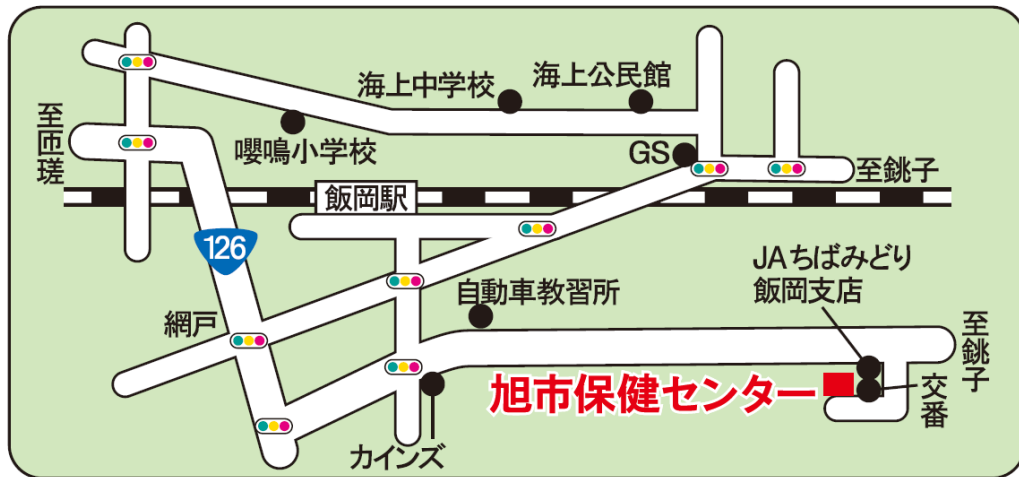 海上中学校
海上公民館
至匝瑳
嚶鳴小学校
GS
至銚子
飯岡駅
126
JAちばみどり
飯岡支店
自動車教習所
網戸
至銚子
旭市保健センター
交番
カインズ